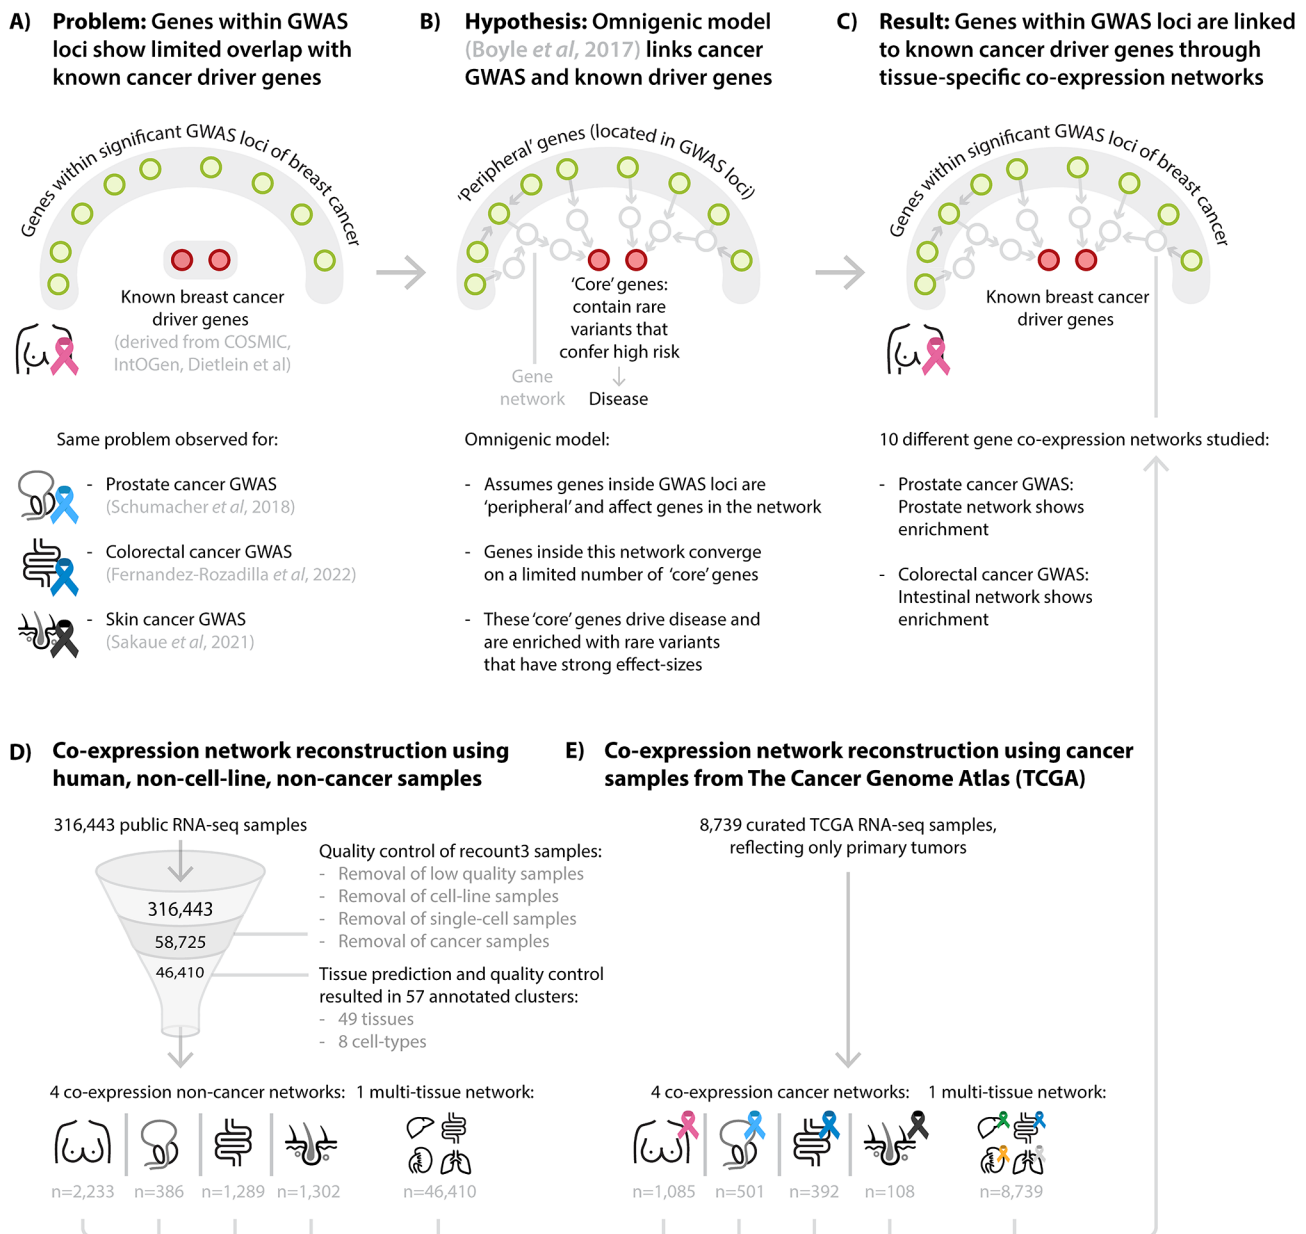 A) Problem: Genes within GWAS
loci show limited overlap with
known cancer driver genes
Genes within significant GWAS loci of breast cancer
Known breast cancer
driver genes
(derived from COSMIC,
IntOGen, Dietlein et al)
Same problem observed for:
- Prostate cancer GWAS
(Schumacher et al, 2018)
- Colorectal cancer GWAS
(Fernandez-Rozadilla et al, 2022)
- Skin cancer GWAS
(Sakaue et al, 2021)
B) Hypothesis: Omnigenic model
(Boyle et al, 2017) links cancer
GWAS and known driver genes
‘Peripheral’ genes (located in GWAS loci)
‘Core’ genes:
contain rare
variants that
confer high risk
Gene
network
Disease
Omnigenic model:
- Assumes genes inside GWAS loci are
‘peripheral’ and affect genes in the network
- Genes inside this network converge
on a limited number of ‘core’ genes
- These ‘core’ genes drive disease and
are enriched with rare variants
that have strong effect-sizes
C) Result: Genes within GWAS loci are linked
to known cancer driver genes through
tissue-specific co-expression networks
Genes within significant GWAS loci of breast cancer
Known breast cancer
driver genes
10 different gene co-expression networks studied:
- Prostate cancer GWAS:
Prostate network shows
enrichment
- Colorectal cancer GWAS:
Intestinal network shows
enrichment
D) Co-expression network reconstruction using
human, non-cell-line, non-cancer samples
316,443 public RNA-seq samples
316,443
58,725
46,410
Quality control of recount3 samples:
- Removal of low quality samples
- Removal of cell-line samples
- Removal of single-cell samples
- Removal of cancer samples
Tissue prediction and quality control
resulted in 57 annotated clusters:
- 49 tissues
- 8 cell-types
4 co-expression non-cancer networks:
1 multi-tissue network:
n=2,233
n=386
n=1,289
n=1,302
n=46,410
E) Co-expression network reconstruction using cancer
samples from The Cancer Genome Atlas (TCGA)
8,739 curated TCGA RNA-seq samples,
reflecting only primary tumors
4 co-expression cancer networks:
1 multi-tissue network:
n=1,085
n=501
n=392
n=108
n=8,739